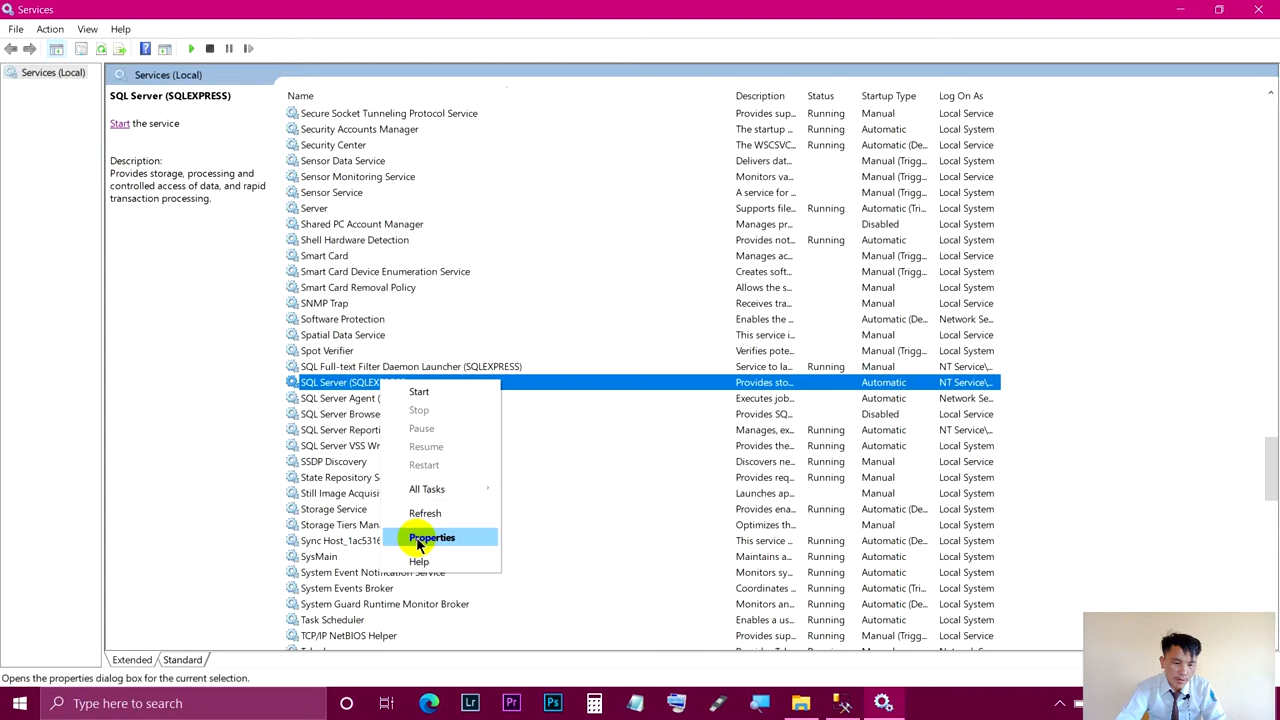 Services
File Action View Help
Services (Local)
Services (Local)
SQL Server (SQLEXPRESS)
Start the service
Description:
Provides storage, processing and
controlled access of data, and rapid
transaction processing.
Name Description Status Startup Type Log On As
Secure Socket Tunneling Protocol Service Provides sup... Running Manual Local Service
Security Accounts Manager The startup ... Running Automatic Local System
Security Center The WSCSVC... Running Automatic (De... Local Service
Sensor Data Service Delivers dat... Manual (Trigg... Local System
Sensor Monitoring Service Monitors va... Manual (Trigg... Local Service
Sensor Service A service for ... Manual (Trigg... Local System
Server Supports file... Running Automatic (Tri... Local System
Shared PC Account Manager Manages pr... Disabled Local System
Shell Hardware Detection Provides not... Running Automatic Local System
Smart Card Manages ac... Manual (Trigg... Local Service
Smart Card Device Enumeration Service Creates soft... Manual (Trigg... Local System
Smart Card Removal Policy Allows the s... Manual Local System
SNMP Trap Receives tra... Manual Local Service
Software Protection Enables the ... Automatic (De... Network Se...
Spatial Data Service This service i... Manual Local Service
Spot Verifier Verifies pote... Manual (Trigg... Local System
SQL Full-text Filter Daemon Launcher (SQLEXPRESS) Service to la... Running Manual NT Service\...
SQL Server (SQLEX Provides sto... Automatic NT Service\...
SQL Server Agent ( Executes job... Automatic Network Se...
SQL Server Browse Provides SQ... Disabled Local Service
SQL Server Reporti Manages, ex... Running Automatic NT Service\...
SQL Server VSS Wr Provides the... Running Automatic Local System
SSDP Discovery Discovers ne... Running Manual Local Service
State Repository S Provides req... Running Manual Local System
Still Image Acquisi Launches ap... Manual Local System
Storage Service Provides ena... Running Automatic (De... Local System
Storage Tiers Man Optimizes th... Manual Local System
Sync Host_1ac5316 This service ... Running Automatic (De... Local System
SysMain Maintains a... Running Automatic Local System
System Event Notification Service Monitors sy... Running Automatic Local System
System Events Broker Coordinates ... Running Automatic (Tri... Local System
System Guard Runtime Monitor Broker Monitors an... Running Automatic (De... Local System
Task Scheduler Enables a us... Running Automatic Local System
TCP/IP NetBIOS Helper Provides sup... Running Manual (Trigg... Local Service
Start
Stop
Pause
Resume
Restart
All Tasks
Refresh
Properties
Help
Extended Standard
Opens the properties dialog box for the current selection.
Type here to search
Lr Pr Ps